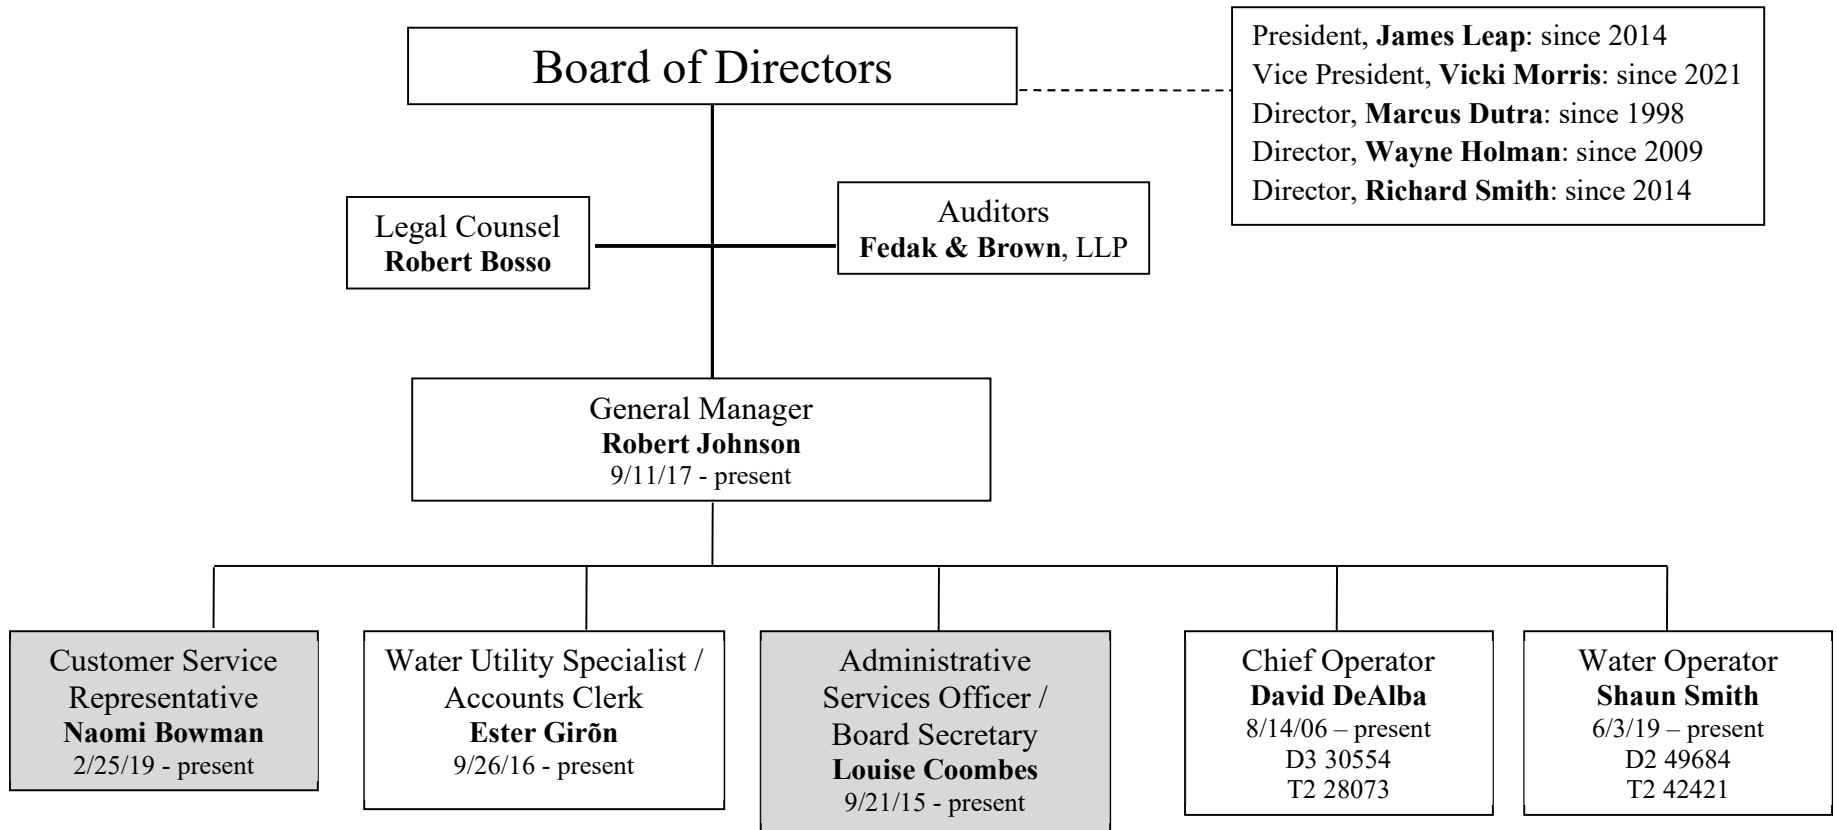 Board of Directors
President, James Leap: since 2014
Vice President, Vicki Morris: since 2021
Director, Marcus Dutra: since 1998
Director, Wayne Holman: since 2009
Director, Richard Smith: since 2014
Legal Counsel
Robert Bosso
Auditors
Fedak & Brown, LLP
General Manager
Robert Johnson
9/11/17 - present
Customer Service
Representative
Naomi Bowman
2/25/19 - present
Water Utility Specialist /
Accounts Clerk
Ester Girõn
9/26/16 - present
Administrative
Services Officer /
Board Secretary
Louise Coombes
9/21/15 - present
Chief Operator
David DeAlba
8/14/06 – present
D3 30554
T2 28073
Water Operator
Shaun Smith
6/3/19 – present
D2 49684
T2 42421